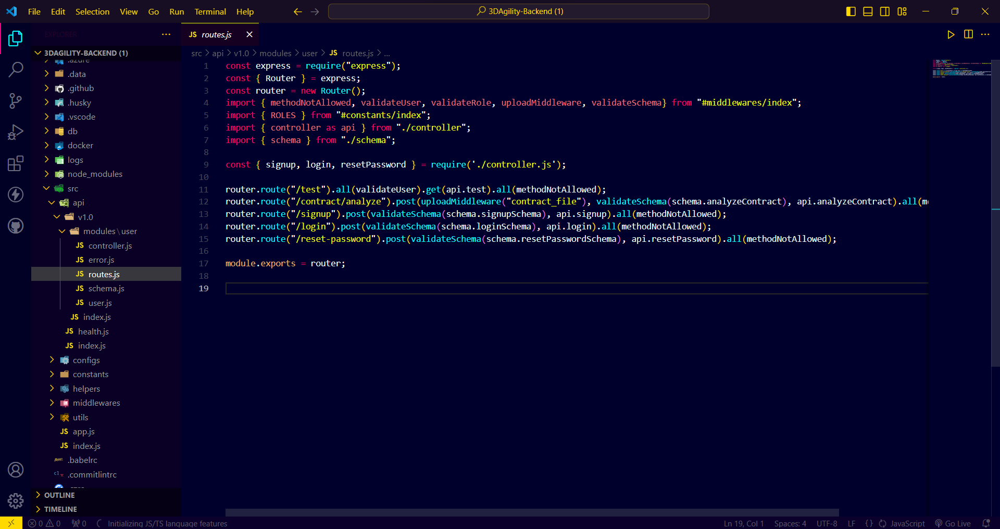 File Edit Selection View Go Run Terminal Help
3DAgility-Backend (1)
EXPLORER
JS routes.js
3DAGILITY-BACKEND (1)
src > api > v1.0 > modules > user > JS routes.js > ...
.azure
.data
.github
.husky
.vscode
db
docker
logs
node_modules
src
api
v1.0
modules\user
JS controller.js
JS error.js
JS routes.js
JS schema.js
JS user.js
JS index.js
JS health.js
JS index.js
configs
constants
helpers
middlewares
utils
JS app.js
JS index.js
.babelrc
.commitlintrc
OUTLINE
TIMELINE
1 const express = require("express");
2 const { Router } = express;
3 const router = new Router();
4 import { methodNotAllowed, validateUser, validateRole, uploadMiddleware, validateSchema} from "#middlewares/index";
5 import { ROLES } from "#constants/index";
6 import { controller as api } from "./controller";
7 import { schema } from "./schema";
8
9 const { signup, login, resetPassword } = require('./controller.js');
10
11 router.route("/test").all(validateUser).get(api.test).all(methodNotAllowed);
12 router.route("/contract/analyze").post(uploadMiddleware("contract_file"), validateSchema(schema.analyzeContract), api.analyzeContract).all(m
13 router.route("/signup").post(validateSchema(schema.signupSchema), api.signup).all(methodNotAllowed);
14 router.route("/login").post(validateSchema(schema.loginSchema), api.login).all(methodNotAllowed);
15 router.route("/reset-password").post(validateSchema(schema.resetPasswordSchema), api.resetPassword).all(methodNotAllowed);
16
17 module.exports = router;
18
19
0 0 0 Initializing JS/TS language features
Ln 19, Col 1 Spaces: 4 UTF-8 LF {} JavaScript Go Live